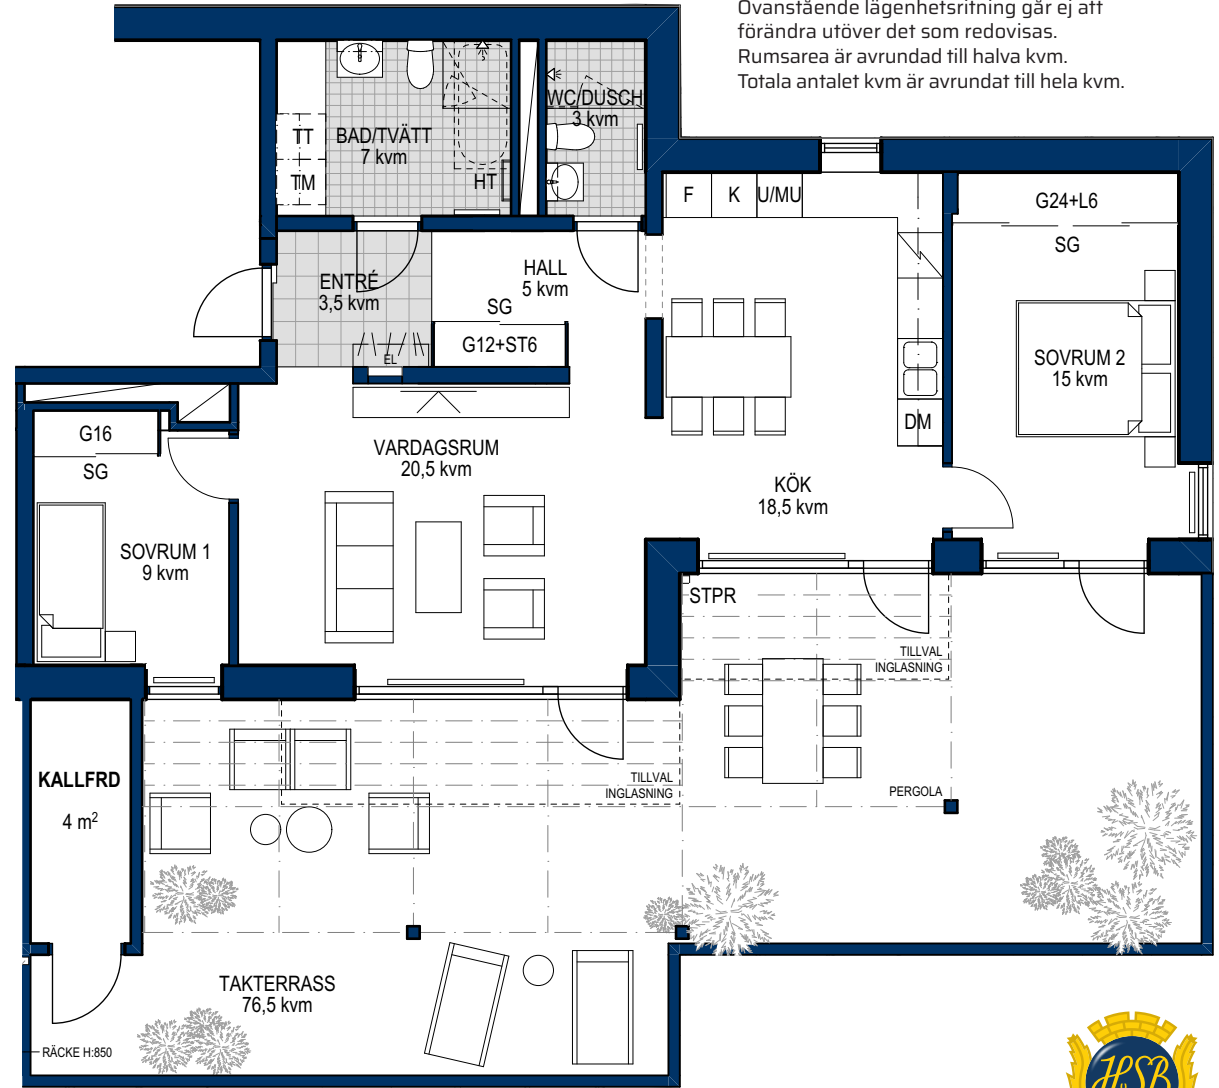 Ovanstående lägenhetsritning går ej att
förändra utöver det som redovisas.
Rumsarea är avrundad till halva kvm.
Totala antalet kvm är avrundat till hela kvm.
WC/DUSCH
3 kvm
TT
BAD/TVÄTT
7 kvm
TM
HT
F
K
U/MU
G24+L6
SG
ENTRÉ
3,5 kvm
HALL
5 kvm
SG
G12+ST6
EL
SOVRUM 2
15 kvm
DM
G16
SG
VARDAGSRUM
20,5 kvm
KÖK
18,5 kvm
SOVRUM 1
9 kvm
STPR
TILLVAL
INGLASNING
KALLFRD
4 m²
TILLVAL
INGLASNING
PERGOLA
TAKTERRASS
76,5 kvm
RÄCKE H:850
HSB